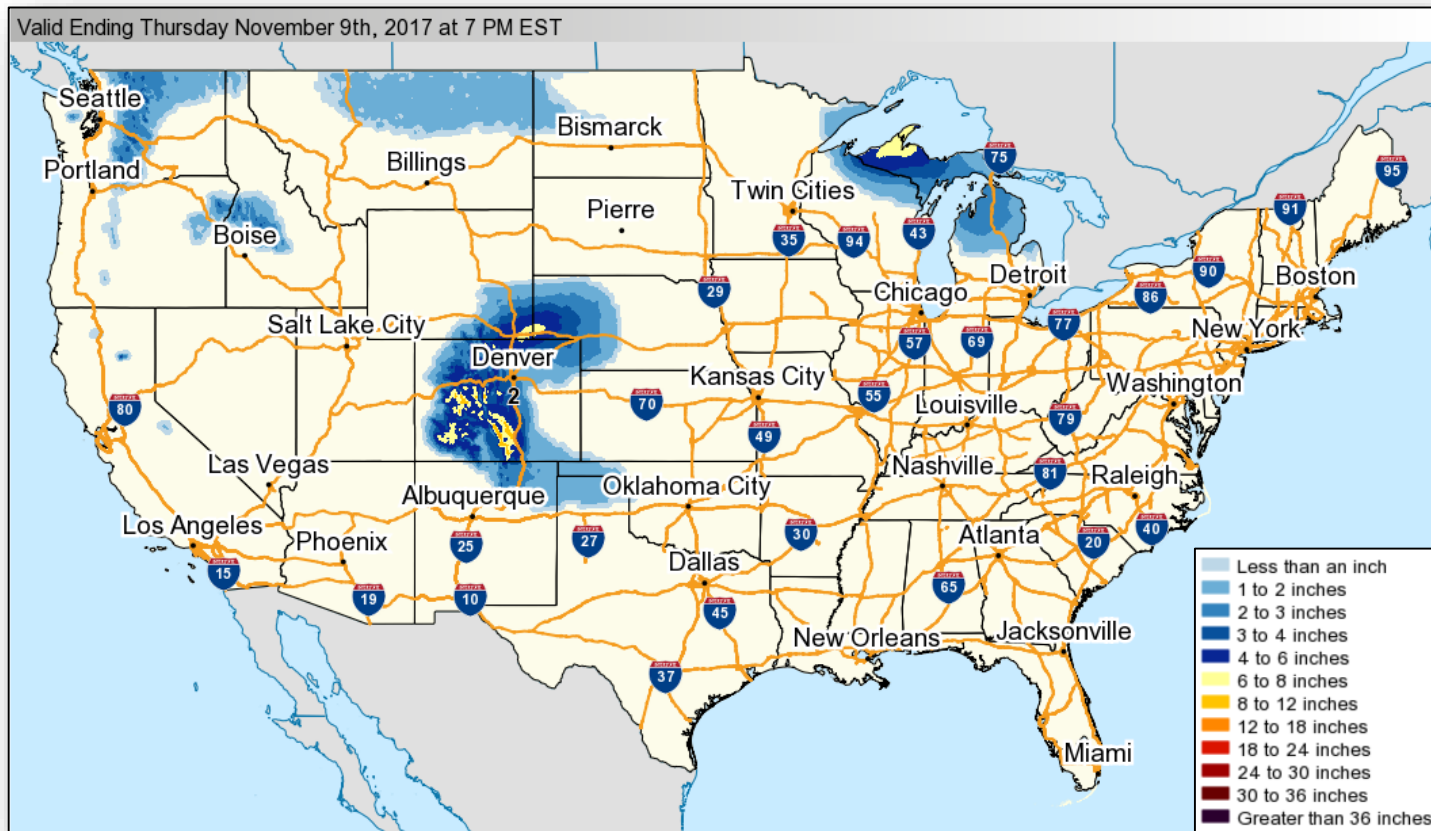 Valid Ending Thursday November 9th, 2017 at 7 PM EST
Seattle
Portland
Boise
Billings
Bismarck
Pierre
Twin Cities
75
95
91
35
94
43
90
29
Chicago
Detroit
86
Boston
Salt Lake City
57
69
77
New York
Denver
2
Kansas City
Washington
80
70
55
Louisville
79
49
Las Vegas
Nashville
81
Raleigh
Albuquerque
Oklahoma City
Los Angeles
Phoenix
25
27
30
Atlanta
20
40
15
Dallas
19
10
45
65
New Orleans
Jacksonville
37
Miami
Less than an inch
1 to 2 inches
2 to 3 inches
3 to 4 inches
4 to 6 inches
6 to 8 inches
8 to 12 inches
12 to 18 inches
18 to 24 inches
24 to 30 inches
30 to 36 inches
Greater than 36 inches